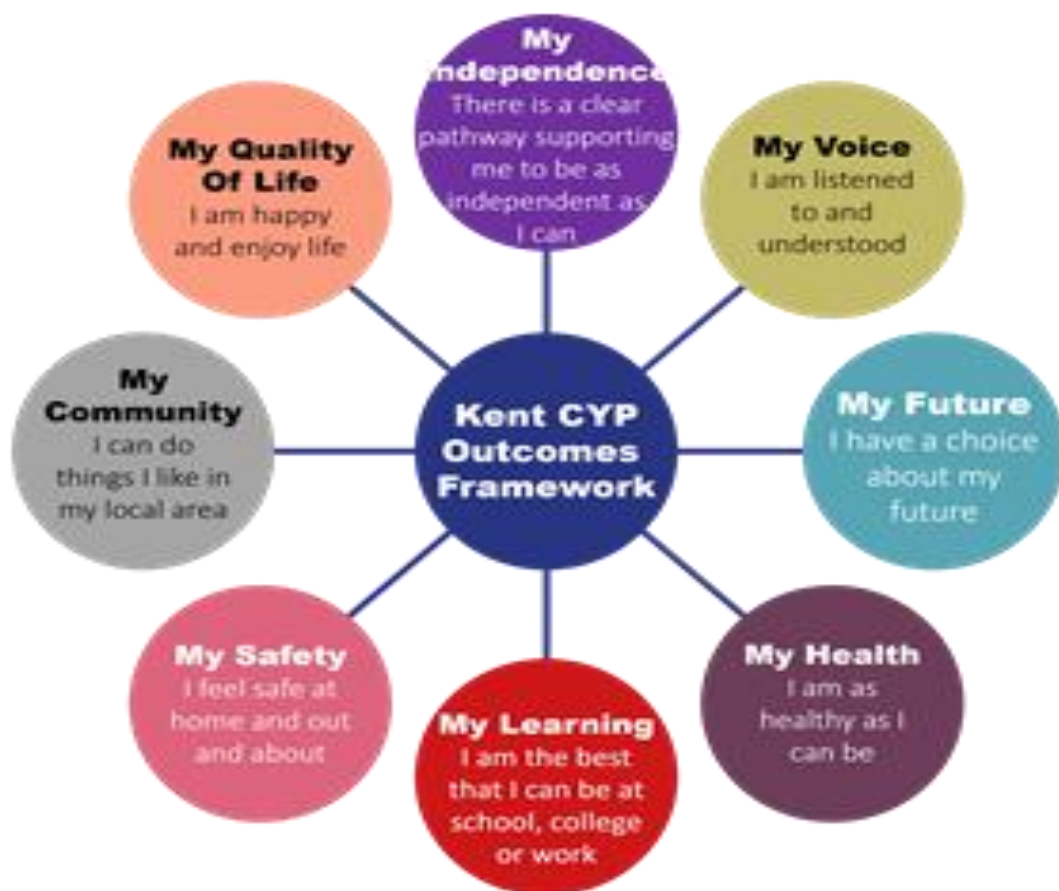 My
Independence
There is a clear
pathway supporting
me to be as
independent as
I can
My Voice
I am listened
to and
understood
My Future
I have a choice
about my
future
My Health
I am as
healthy as I
can be
My Learning
I am the best
that I can be at
school, college
or work
My Safety
I feel safe at
home and out
and about
My
Community
I can do
things I like in
my local area
My Quality
Of Life
I am happy
and enjoy life
Kent CYP
Outcomes
Framework